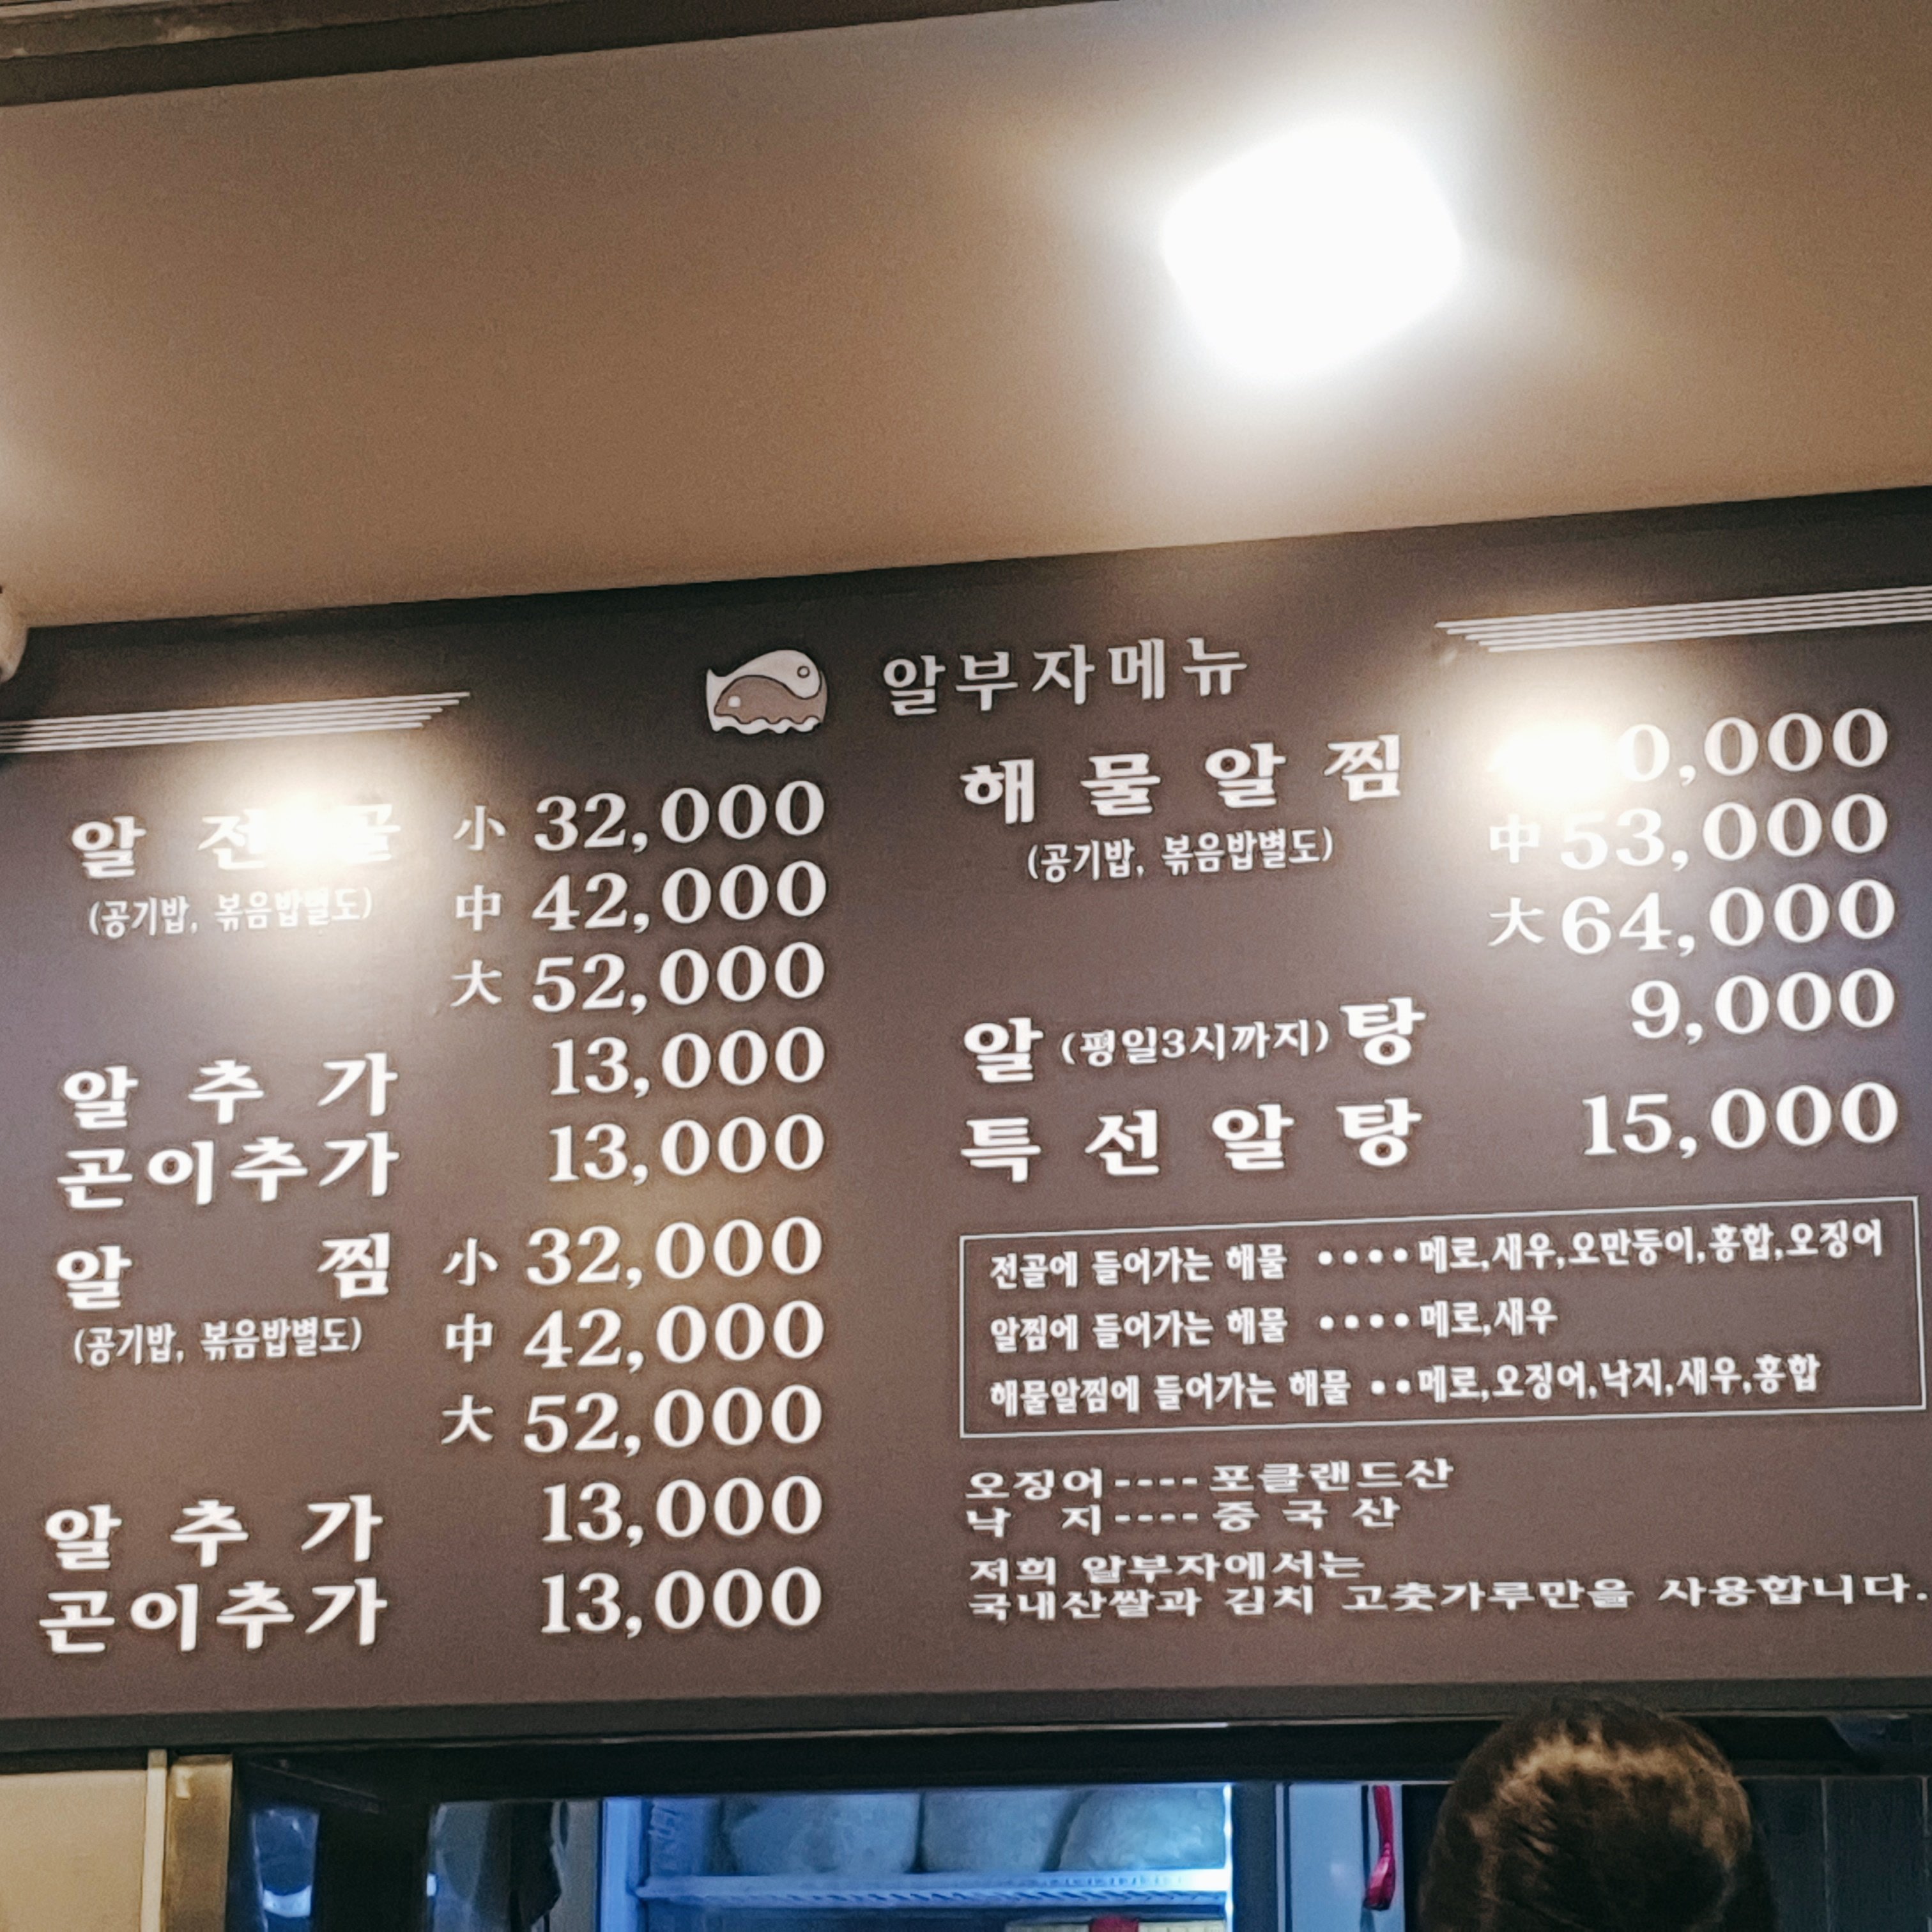 알부자메뉴
알 전골 小 32,000
(공기밥, 볶음밥별도) 中 42,000
大 52,000
알 추 가 13,000
곤이추가 13,000
알 찜 小 32,000
(공기밥, 볶음밥별도) 中 42,000
大 52,000
알 추 가 13,000
곤이추가 13,000
해 물 알 찜
(공기밥, 볶음밥별도) 中 53,000
大 64,000
알 (평일3시까지) 탕 9,000
특 선 알 탕 15,000
전골에 들어가는 해물 ････메로,새우,오만둥이,홍합,오징어
알찜에 들어가는 해물 ････메로,새우
해물알찜에 들어가는 해물 ･･메로,오징어,낙지,새우,홍합
오징어----포클랜드산
낙 지----중 국 산
저희 알부자에서는
국내산쌀과 김치 고춧가루만을 사용합니다.